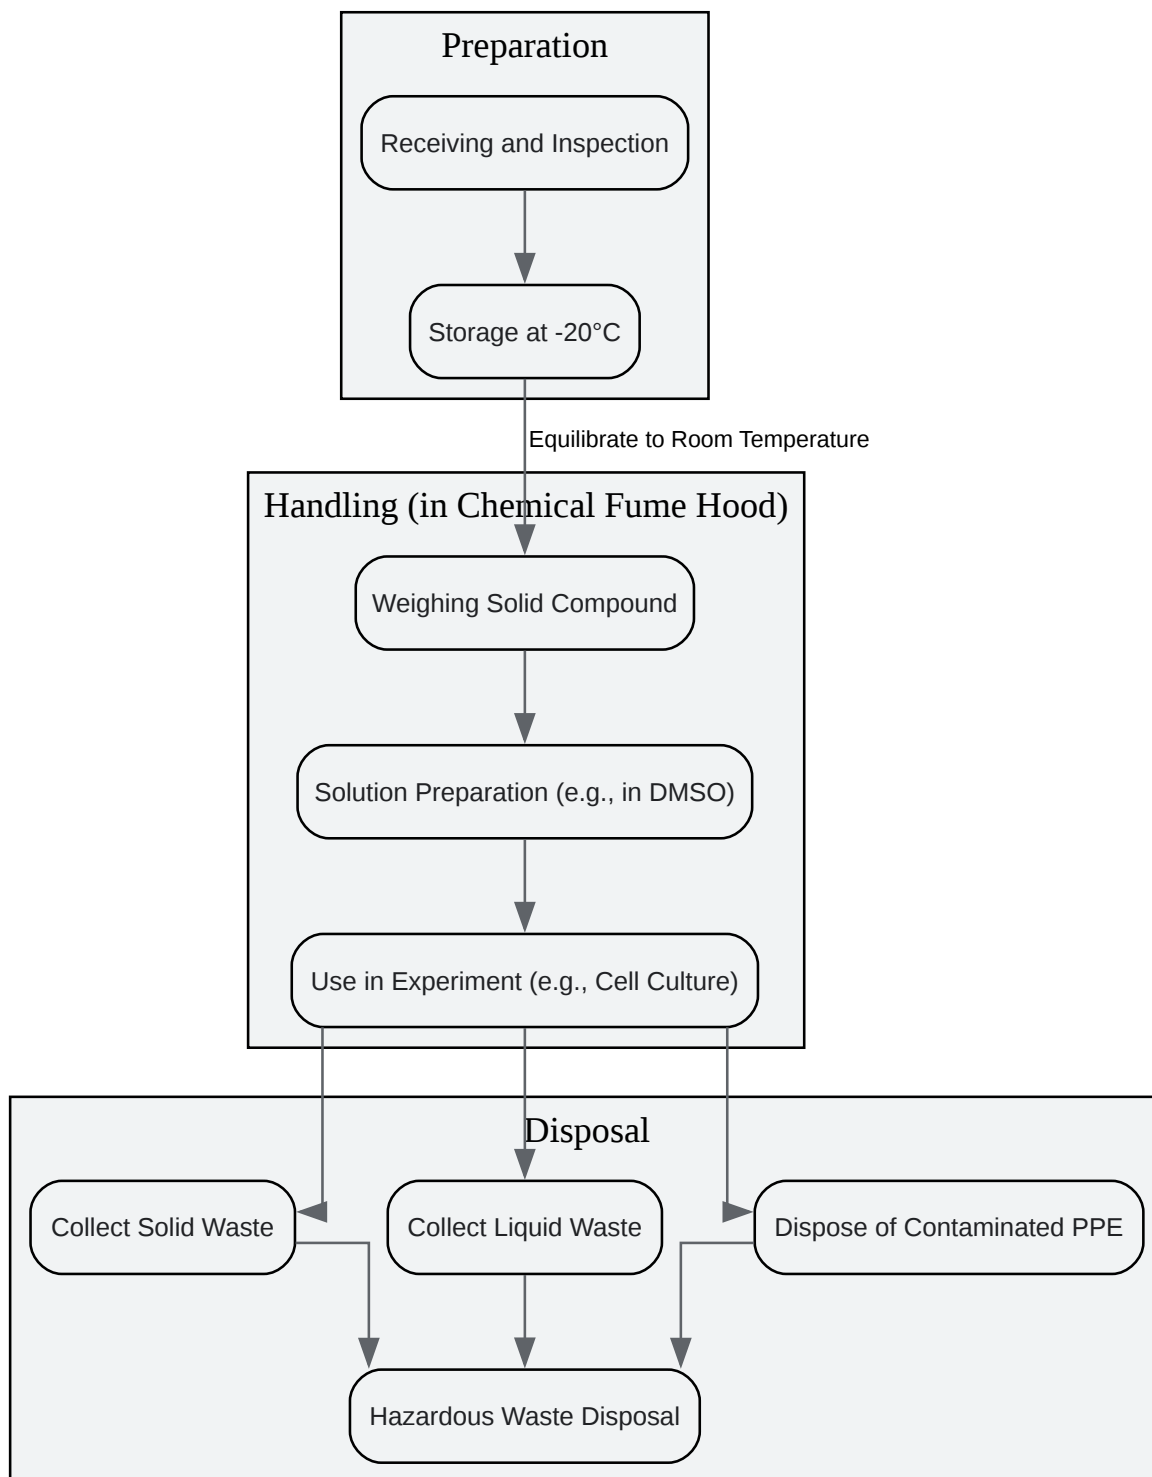 Preparation
Receiving and Inspection
Storage at -20°C
Equilibrate to Room Temperature
Handling (in Chemical Fume Hood)
Weighing Solid Compound
Solution Preparation (e.g., in DMSO)
Use in Experiment (e.g., Cell Culture)
Disposal
Collect Solid Waste
Collect Liquid Waste
Dispose of Contaminated PPE
Hazardous Waste Disposal